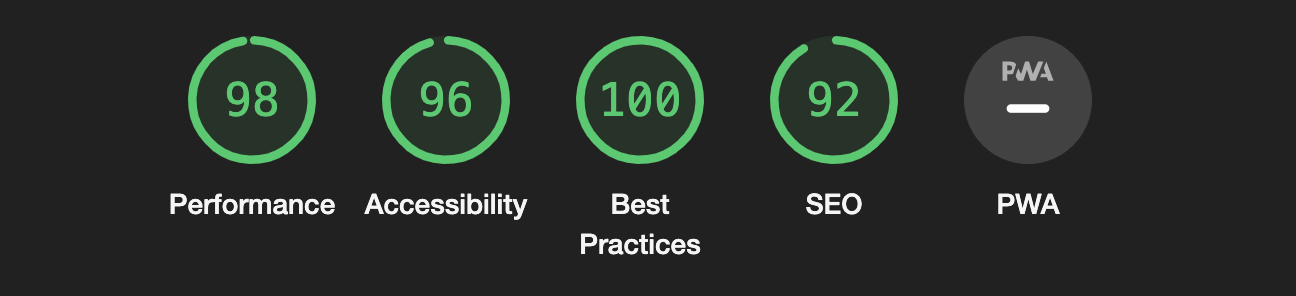 98
96
100
92
PWA
Performance
Accessibility
Best
Practices
SEO
PWA